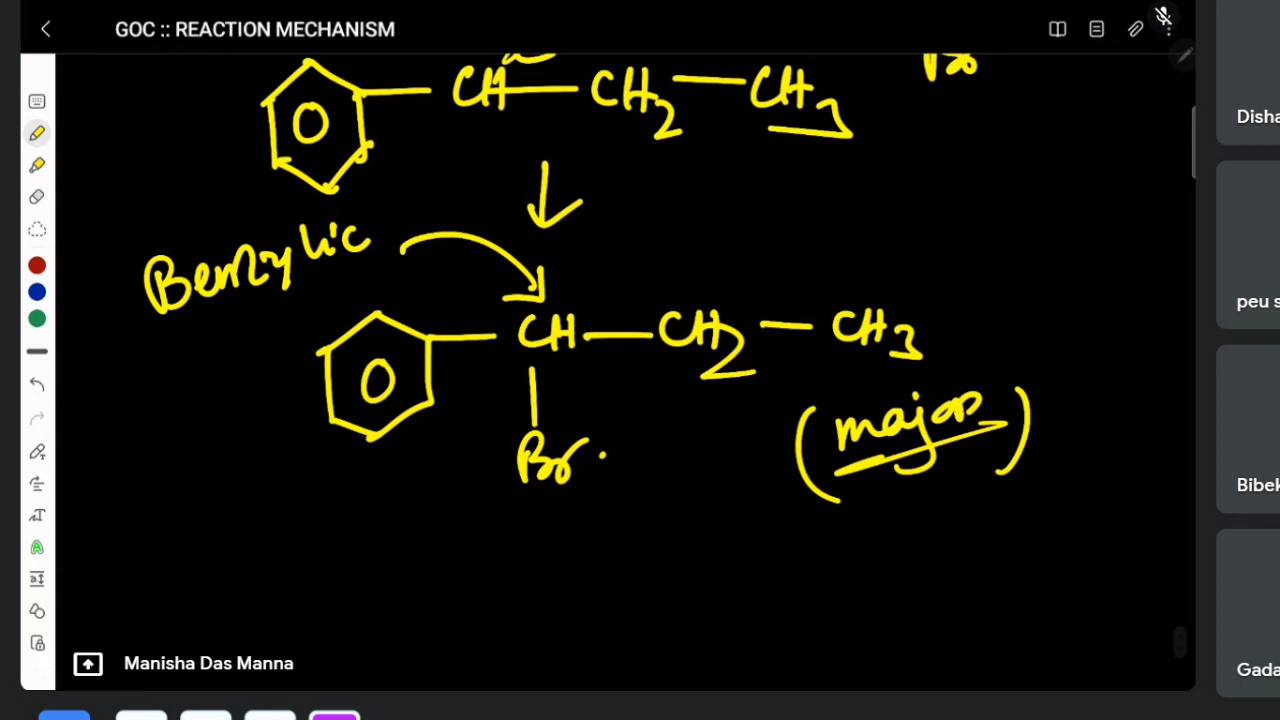 GOC :: REACTION MECHANISM
CH — CH2 — CH3
Disha
Benzylic
peu s
CH — CH2 — CH3
(major)
Br
Bibek
Manisha Das Manna
Gada